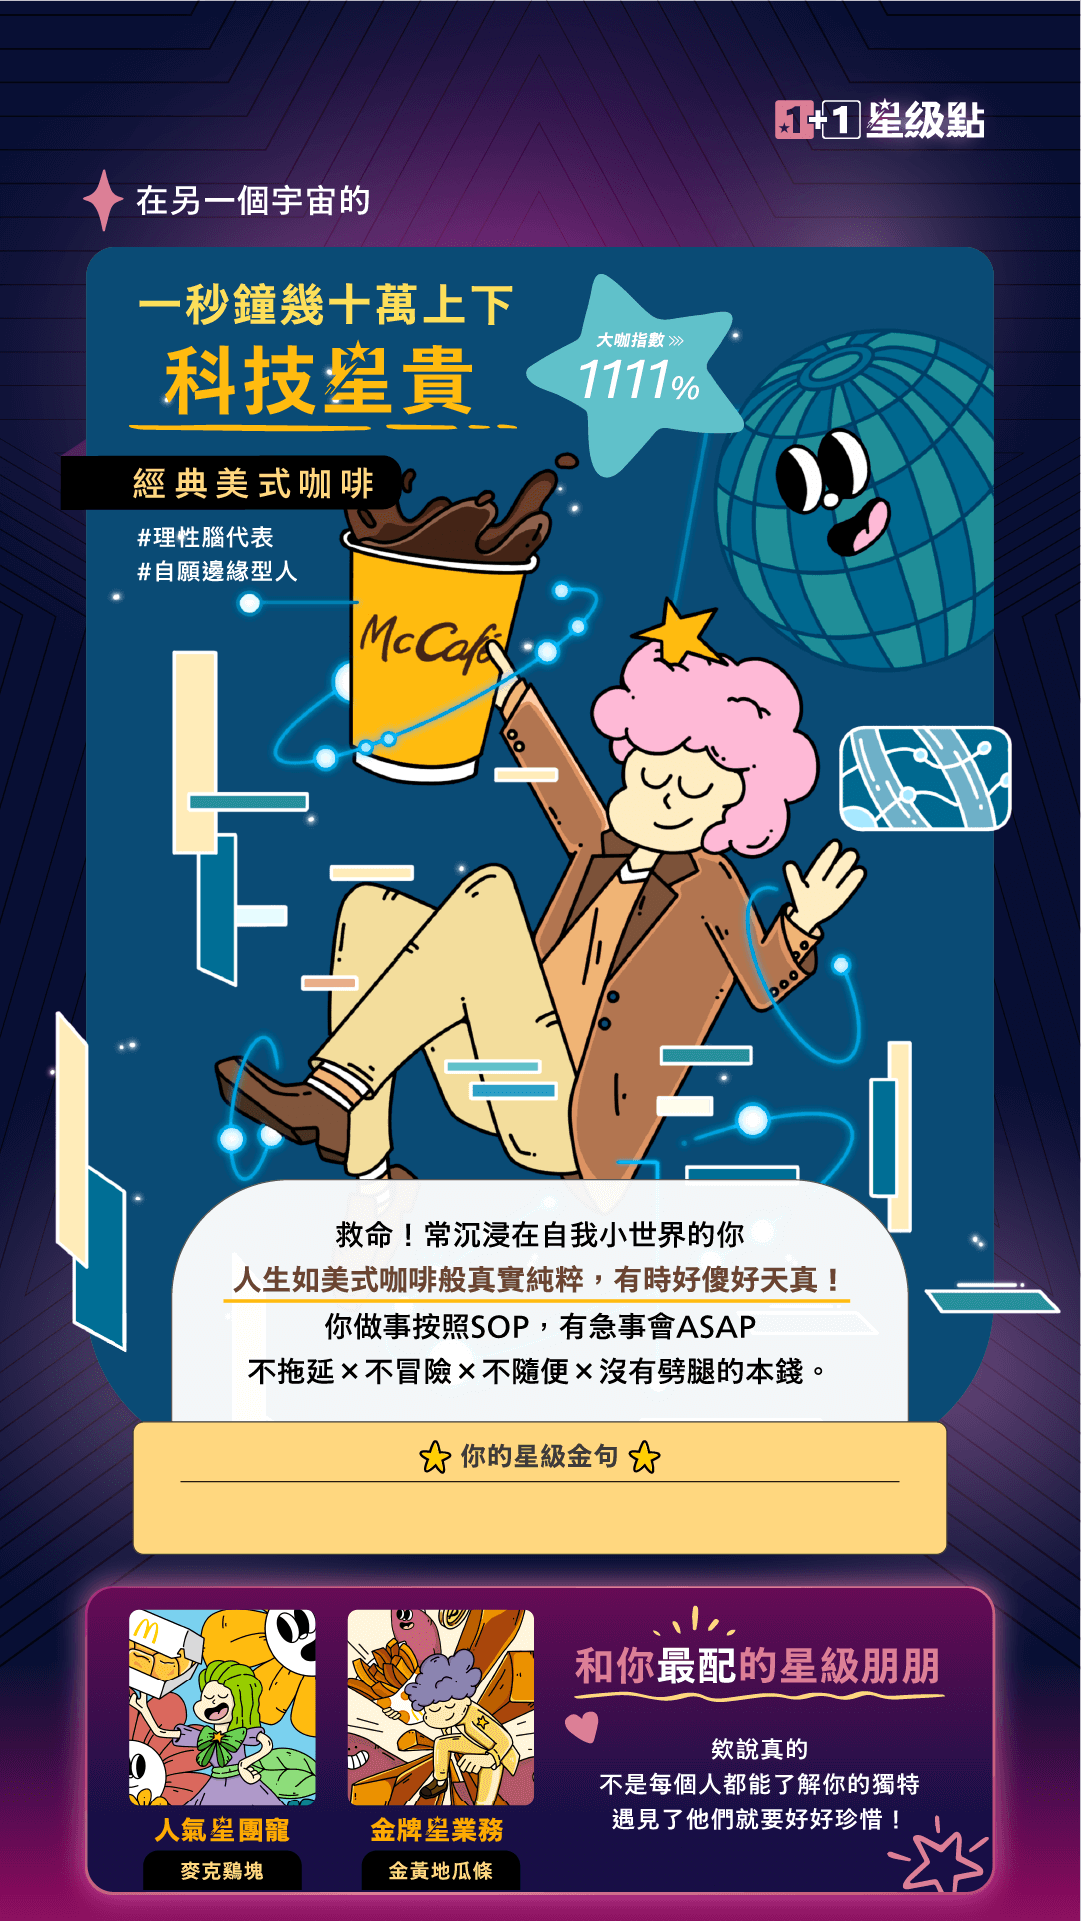 1+1 星級點
在另一個宇宙的
一秒鐘幾十萬上下
科技星貴
大咖指數 >>>
1111%
經典美式咖啡
#理性腦代表
#自願邊緣型人
McCafé
救命！常沉浸在自我小世界的你
人生如美式咖啡般真實純粹，有時好傻好天真！
你做事按照SOP，有急事會ASAP
不拖延×不冒險×不隨便×沒有劈腿的本錢。
你的星級金句
和你最配的星級朋朋
欸說真的
不是每個人都能了解你的獨特
遇見了他們就要好好珍惜！
人氣星團寵
麥克鷄塊
金牌星業務
金黃地瓜條